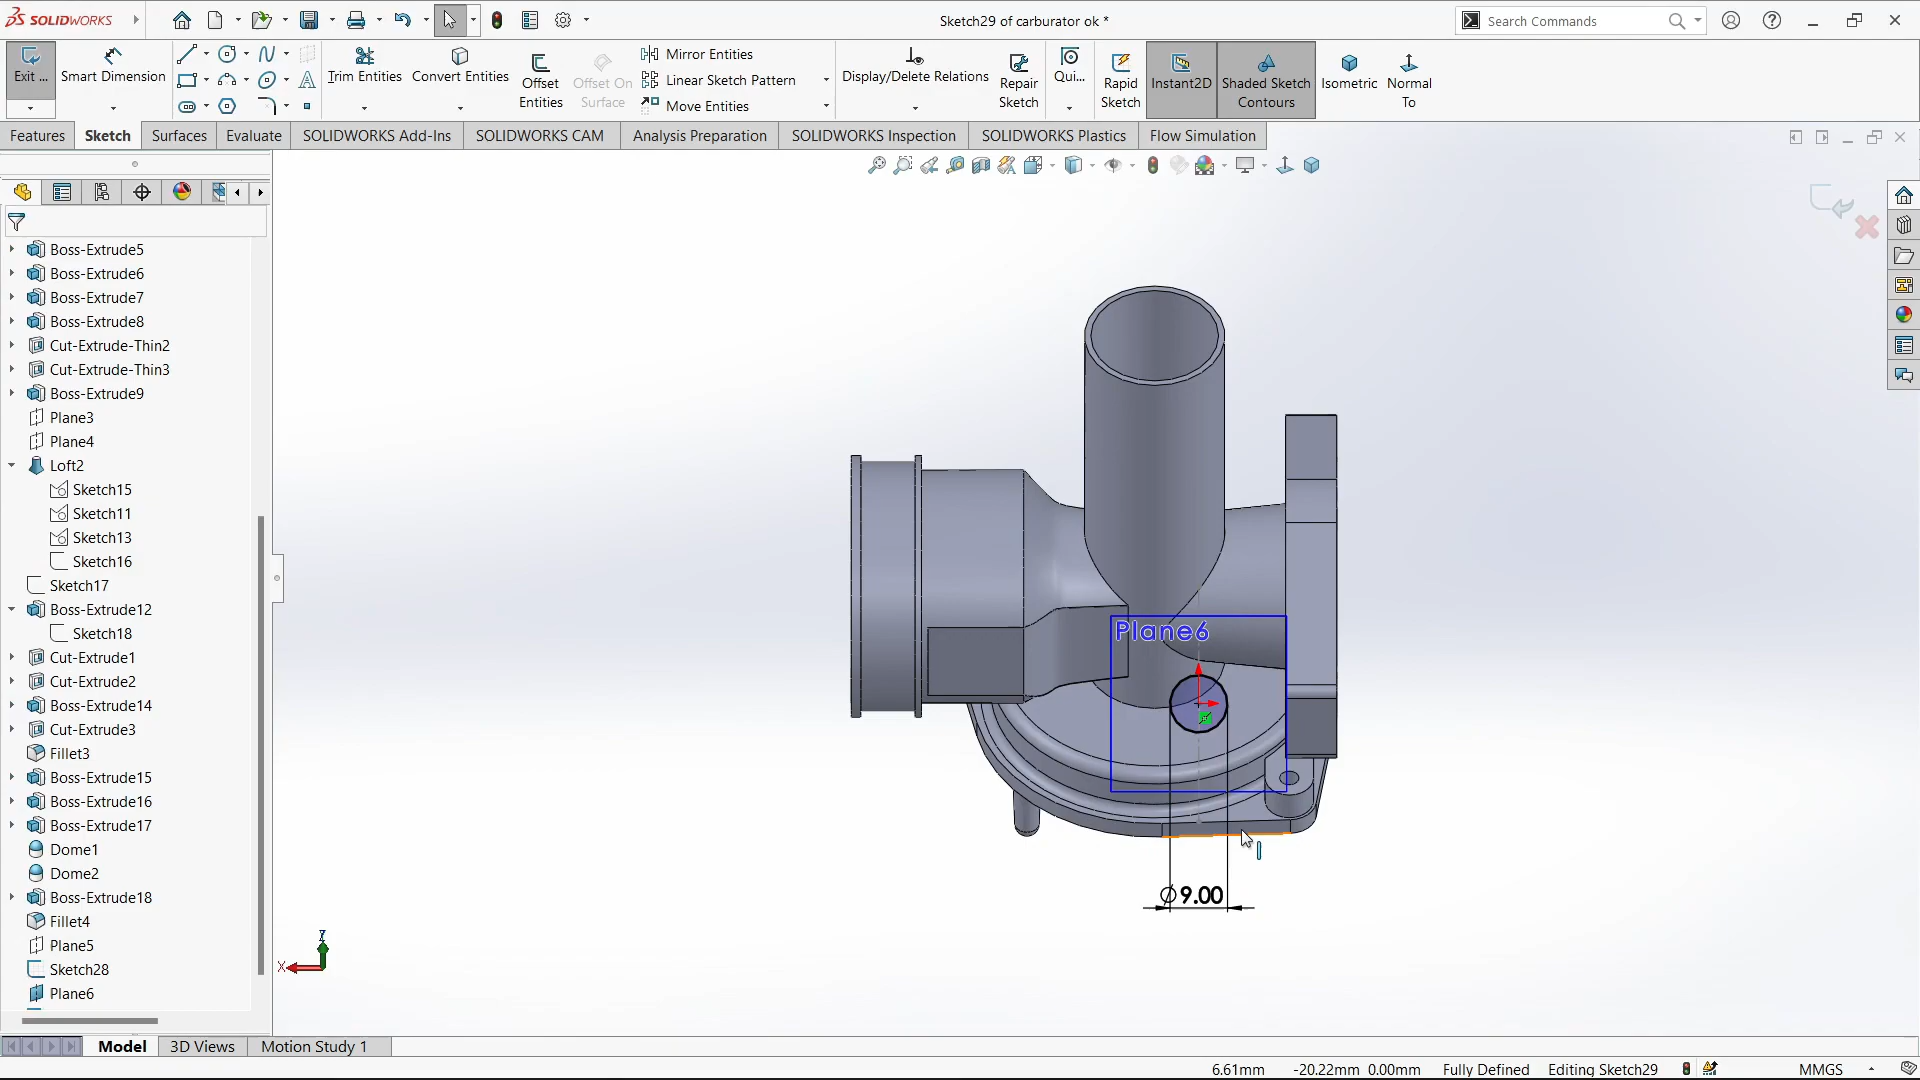 SOLIDWORKS
Sketch29 of carburator ok *
Search Commands
Exit ...
Smart Dimension
Trim Entities
Convert Entities
Offset Entities
Offset On Surface
Mirror Entities
Linear Sketch Pattern
Move Entities
Display/Delete Relations
Repair Sketch
Qui...
Rapid Sketch
Instant2D
Shaded Sketch Contours
Isometric
Normal To
Features
Sketch
Surfaces
Evaluate
SOLIDWORKS Add-Ins
SOLIDWORKS CAM
Analysis Preparation
SOLIDWORKS Inspection
SOLIDWORKS Plastics
Flow Simulation
Boss-Extrude5
Boss-Extrude6
Boss-Extrude7
Boss-Extrude8
Cut-Extrude-Thin2
Cut-Extrude-Thin3
Boss-Extrude9
Plane3
Plane4
Loft2
Sketch15
Sketch11
Sketch13
Sketch16
Sketch17
Boss-Extrude12
Sketch18
Cut-Extrude1
Cut-Extrude2
Boss-Extrude14
Cut-Extrude3
Fillet3
Boss-Extrude15
Boss-Extrude16
Boss-Extrude17
Dome1
Dome2
Boss-Extrude18
Fillet4
Plane5
Sketch28
Plane6
Plane6
∅9.00
Z
X
Model
3D Views
Motion Study 1
6.61mm
-20.22mm
0.00mm
Fully Defined
Editing Sketch29
MMGS